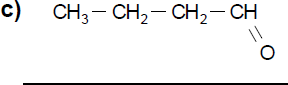 c) CH₃ – CH₂ – CH₂ – CH
O